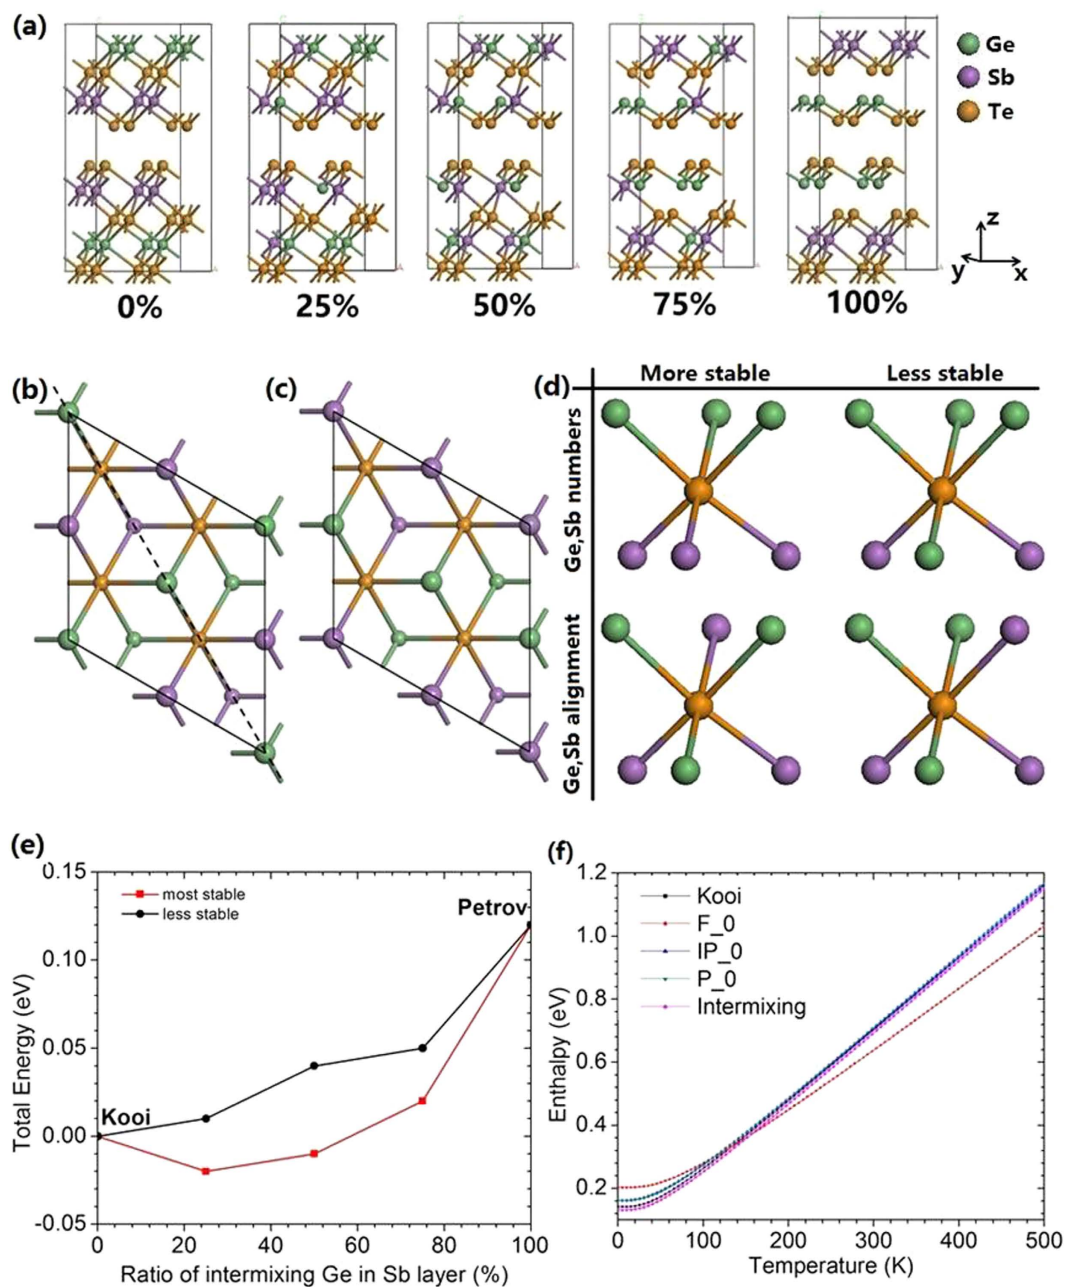 (a)
Ge
Sb
Te
z
y
x
0%
25%
50%
75%
100%
(b)
(c)
(d)
More stable
Less stable
Ge,Sb numbers
Ge,Sb alignment
(e)
0.15
0.10
0.05
0.00
-0.05
Total Energy (eV)
most stable
less stable
Kooi
Petrov
0 20 40 60 80 100
Ratio of intermixing Ge in Sb layer (%)
(f)
1.2
1.0
0.8
0.6
0.4
0.2
Enthalpy (eV)
Kooi
F_0
IP_0
P_0
Intermixing
0 100 200 300 400 500
Temperature (K)